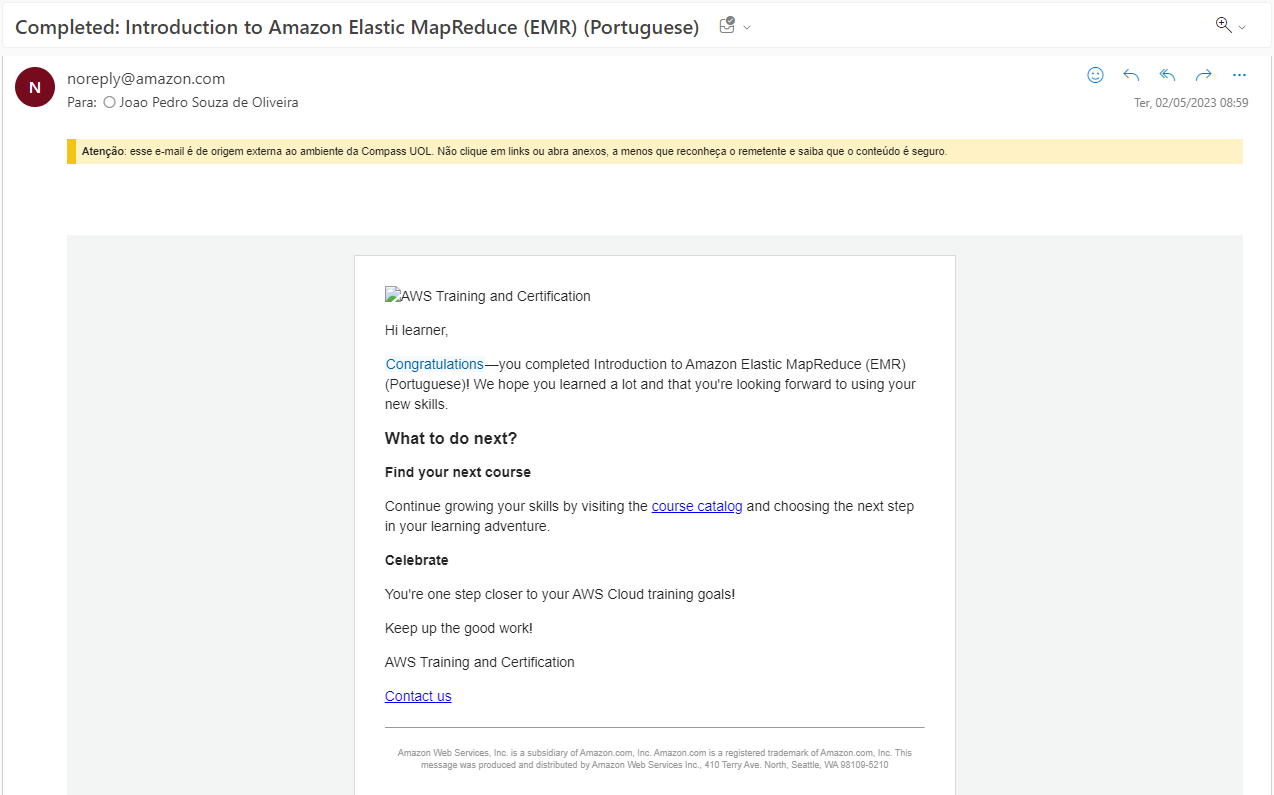 Completed: Introduction to Amazon Elastic MapReduce (EMR) (Portuguese)
N
noreply@amazon.com
Para: Joao Pedro Souza de Oliveira
Ter, 02/05/2023 08:59
Atenção: esse e-mail é de origem externa ao ambiente da Compass UOL. Não clique em links ou abra anexos, a menos que reconheça o remetente e saiba que o conteúdo é seguro.
AWS Training and Certification
Hi learner,
Congratulations—you completed Introduction to Amazon Elastic MapReduce (EMR)
(Portuguese)! We hope you learned a lot and that you're looking forward to using your
new skills.
What to do next?
Find your next course
Continue growing your skills by visiting the course catalog and choosing the next step
in your learning adventure.
Celebrate
You're one step closer to your AWS Cloud training goals!
Keep up the good work!
AWS Training and Certification
Contact us
Amazon Web Services, Inc. is a subsidiary of Amazon.com, Inc. Amazon.com is a registered trademark of Amazon.com, Inc. This
message was produced and distributed by Amazon Web Services Inc., 410 Terry Ave. North, Seattle, WA 98109-5210